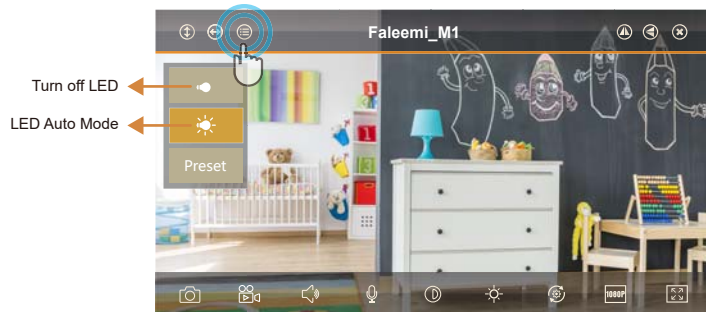 Faleemi_M1
Turn off LED
LED Auto Mode
Preset
1080P